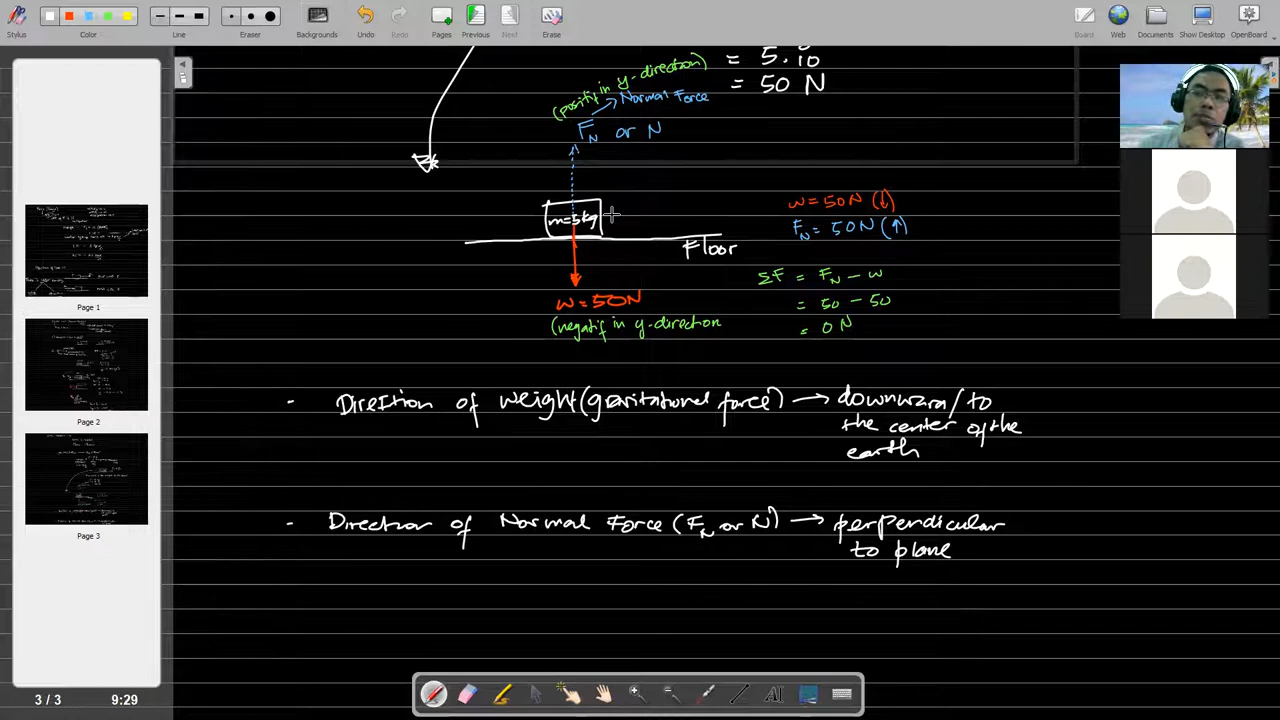 Stylus
Color
Eraser
Backgrounds
Undo
Redo
Pages
Previous
Next
Erase
Board
Web
Documents
Show Desktop
OpenBoard
= 5.10
= 50 N
(positif in y-direction)
Normal Force
F_N or N
m=5kg
Floor
w = 50N (↓)
F_N = 50N (↑)
w = 50N
(negatif in y-direction
ΣF = F_N - w
= 50 - 50
= 0 N
- Direction of weight (gravitational force) → downward/to
the center of the
earth
- Direction of Normal Force (F_N or N) → perpendicular
to plane
Page 1
Page 2
Page 3
3 / 3
9:29